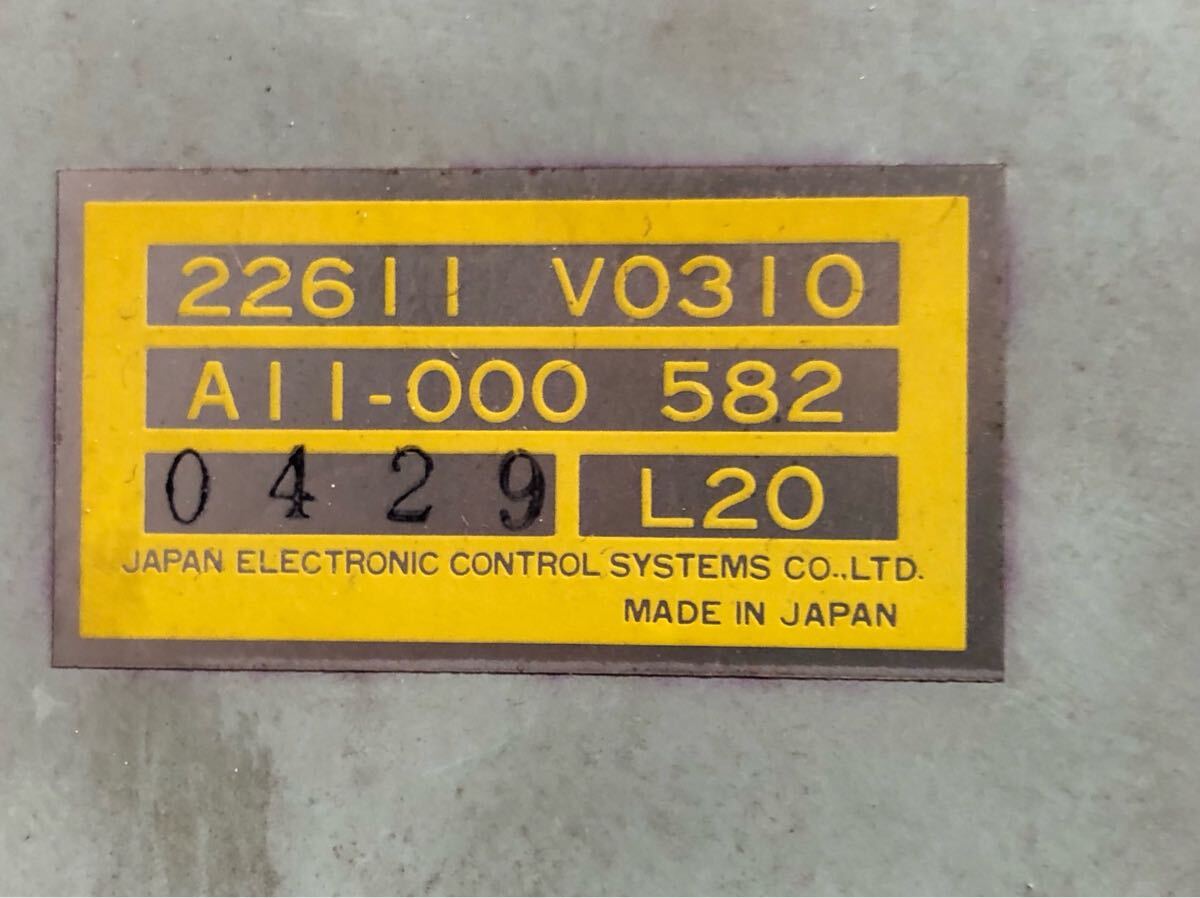 22611 V0310
A11-000 582
0429 L20
JAPAN ELECTRONIC CONTROL SYSTEMS CO.,LTD.
MADE IN JAPAN